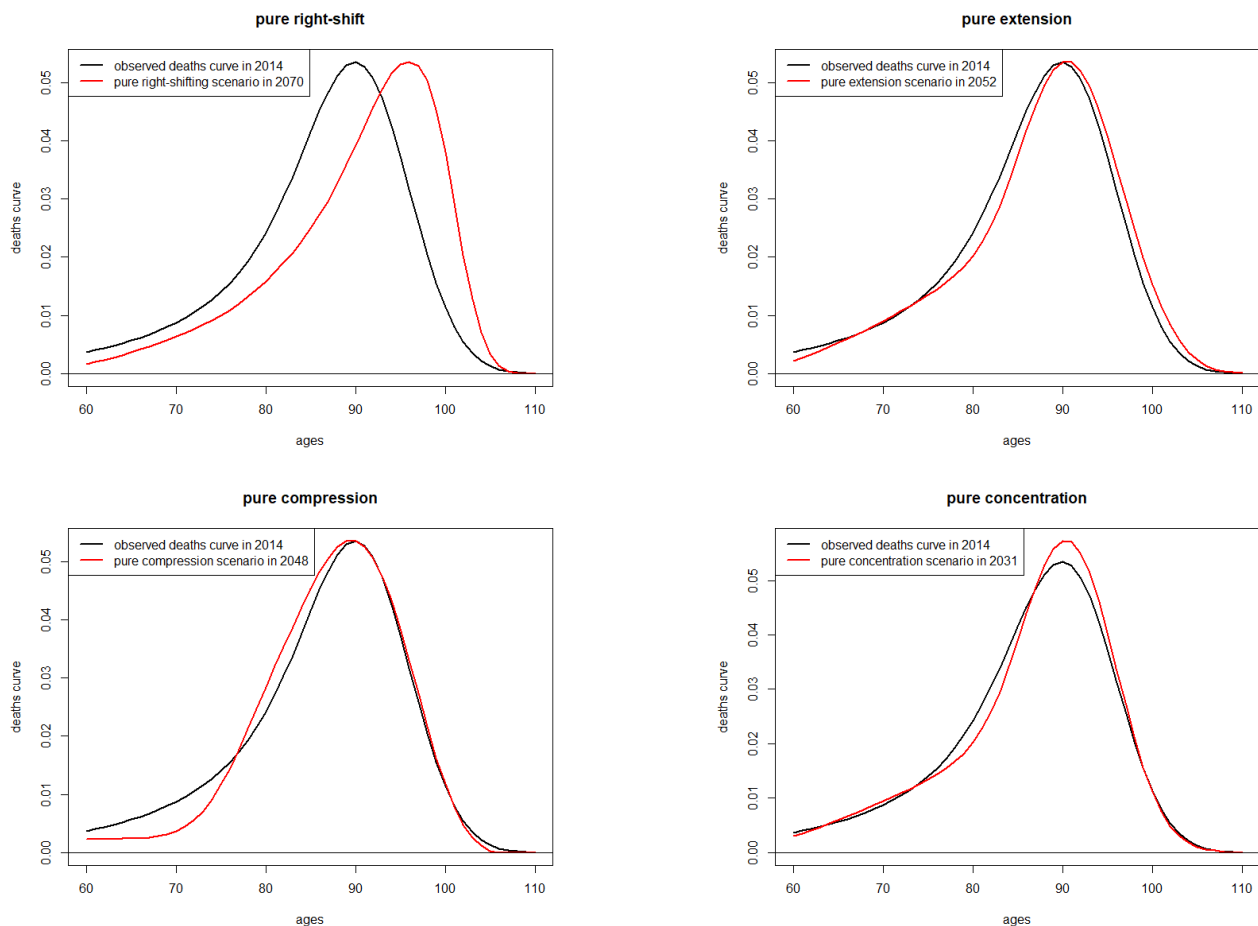 pure right-shift
observed deaths curve in 2014
pure right-shifting scenario in 2070
deaths curve
0.00 0.01 0.02 0.03 0.04 0.05
60 70 80 90 100 110
ages
pure extension
observed deaths curve in 2014
pure extension scenario in 2052
deaths curve
0.00 0.01 0.02 0.03 0.04 0.05
60 70 80 90 100 110
ages
pure compression
observed deaths curve in 2014
pure compression scenario in 2048
deaths curve
0.00 0.01 0.02 0.03 0.04 0.05
60 70 80 90 100 110
ages
pure concentration
observed deaths curve in 2014
pure concentration scenario in 2031
deaths curve
0.00 0.01 0.02 0.03 0.04 0.05
60 70 80 90 100 110
ages